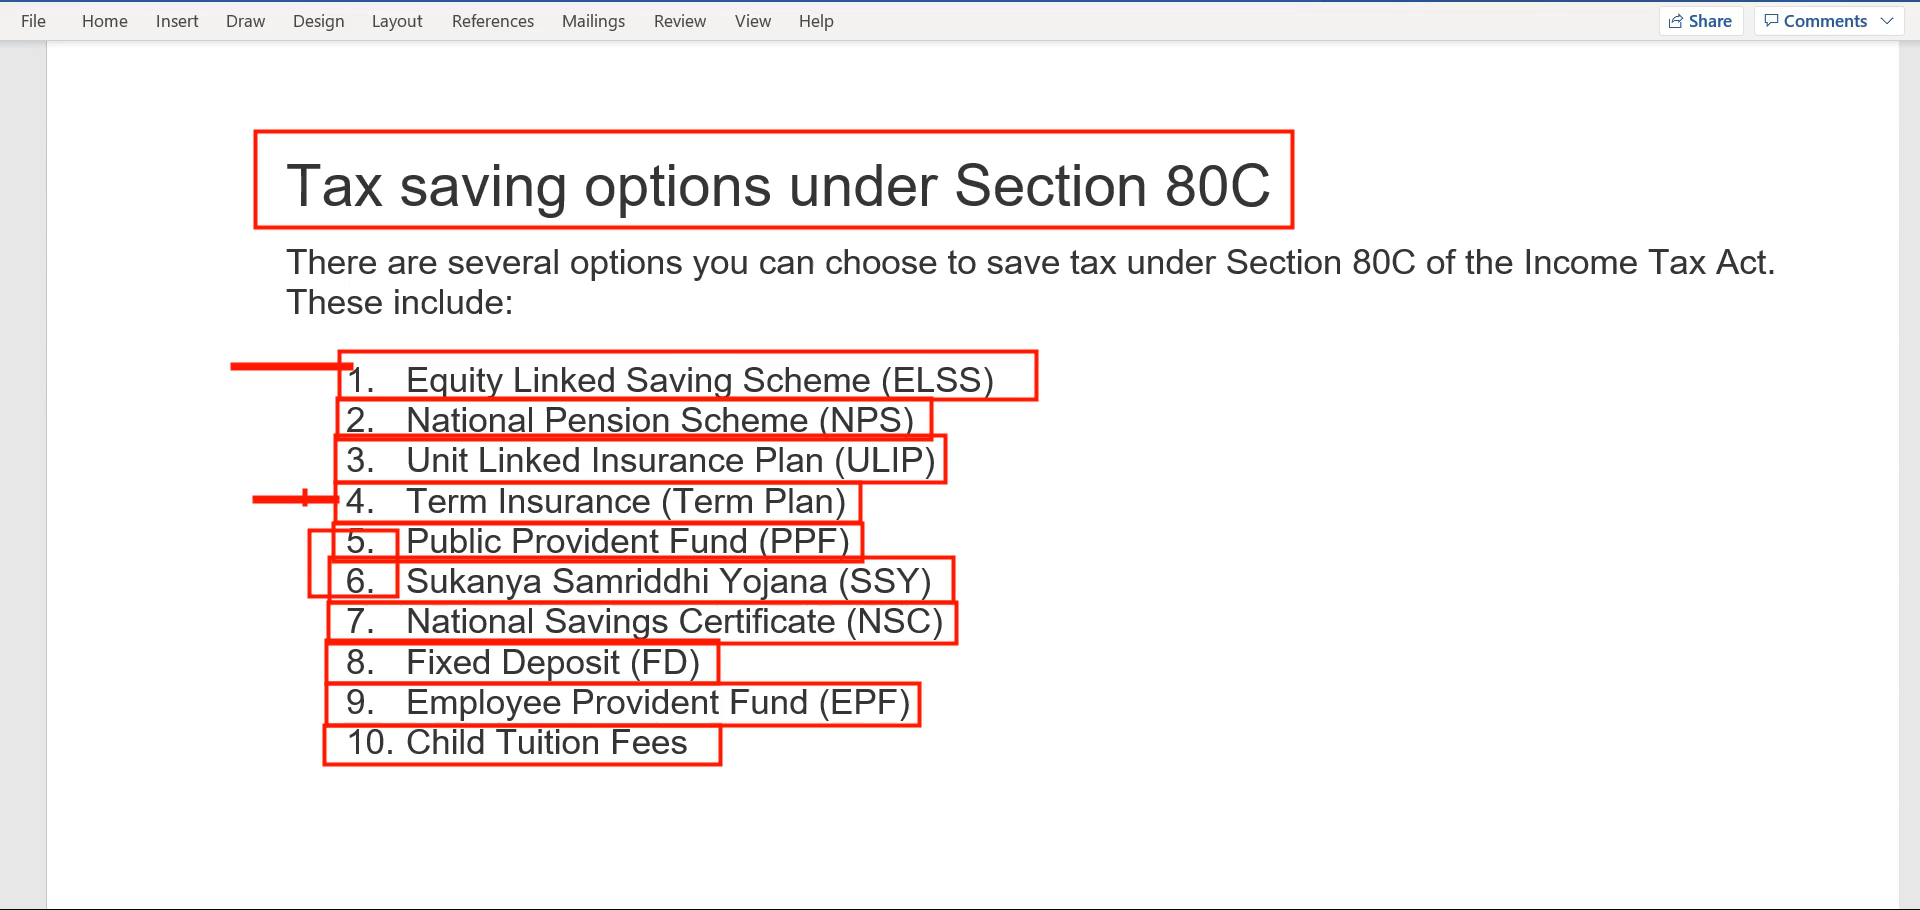 File Home Insert Draw Design Layout References Mailings Review View Help Share Comments
Tax saving options under Section 80C
There are several options you can choose to save tax under Section 80C of the Income Tax Act.
These include:
1. Equity Linked Saving Scheme (ELSS)
2. National Pension Scheme (NPS)
3. Unit Linked Insurance Plan (ULIP)
4. Term Insurance (Term Plan)
5. Public Provident Fund (PPF)
6. Sukanya Samriddhi Yojana (SSY)
7. National Savings Certificate (NSC)
8. Fixed Deposit (FD)
9. Employee Provident Fund (EPF)
10. Child Tuition Fees